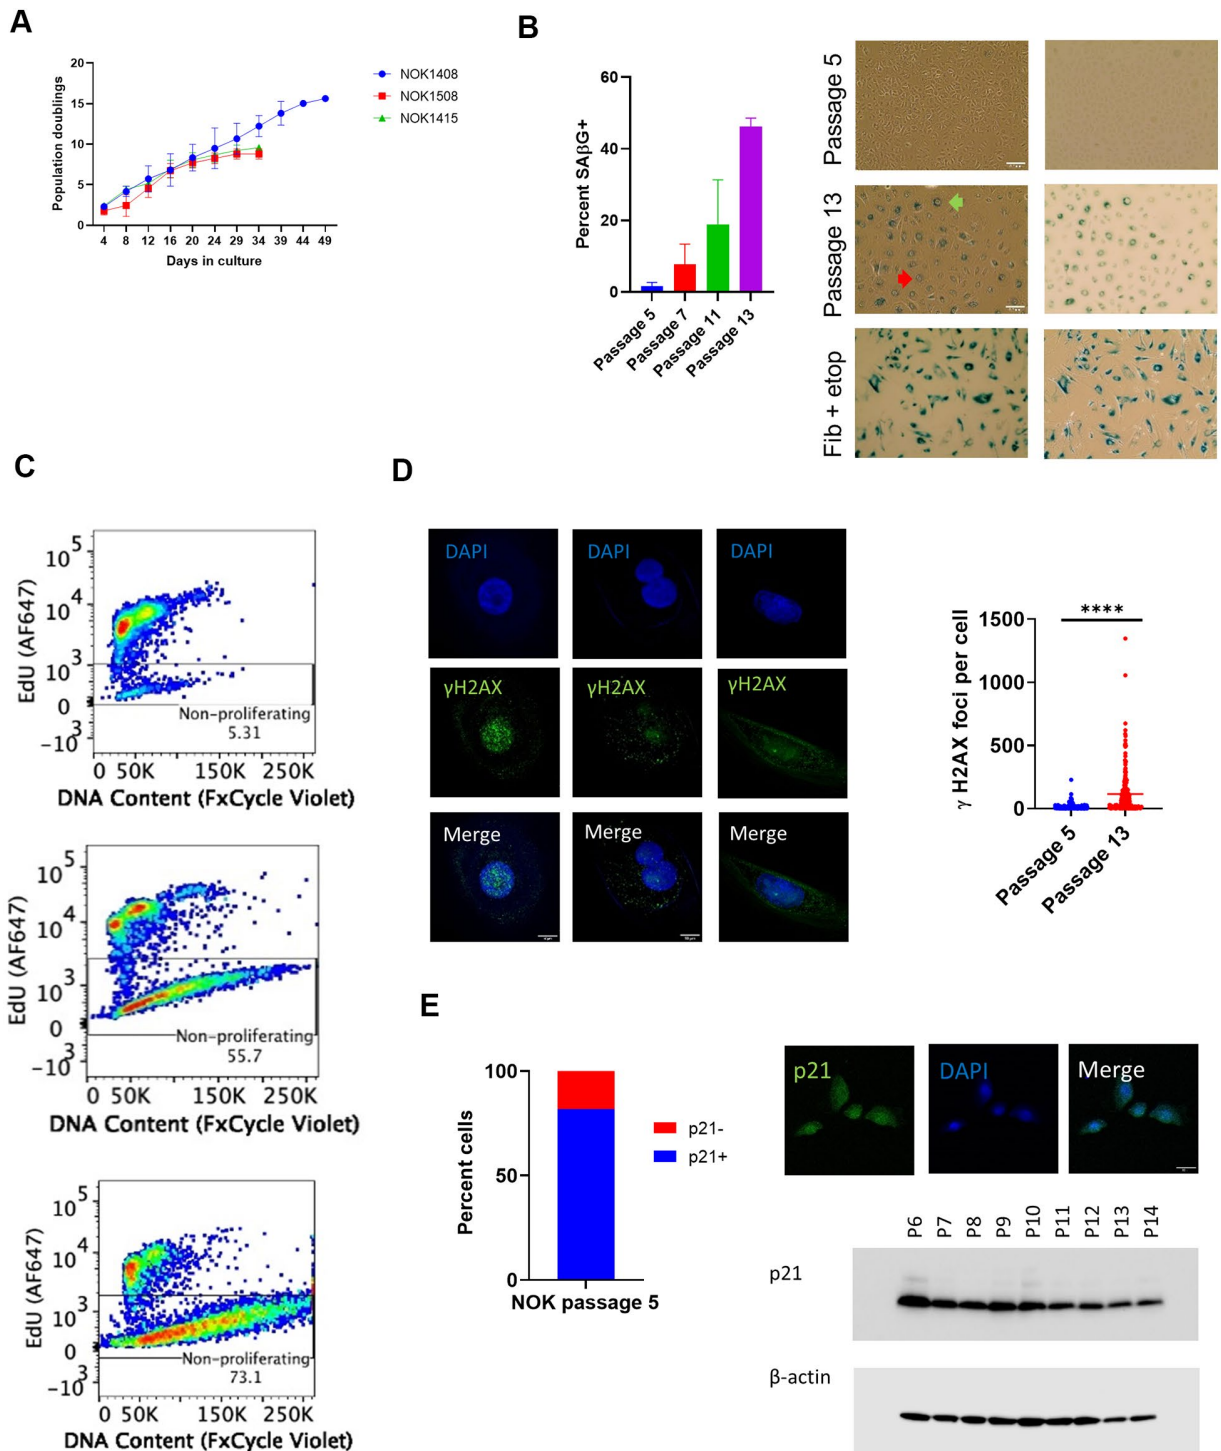 A
Population doublings
20
15
10
5
0
4 8 12 16 20 24 29 34 39 44 49
Days in culture
NOK1408
NOK1508
NOK1415
B
Percent SAβG+
60
40
20
0
Passage 5
Passage 7
Passage 11
Passage 13
Passage 5
Passage 13
Fib + etop
C
EdU (AF647)
10^5
10^4
10^3
0
-10^3
Non-proliferating
5.31
0 50K 150K 250K
DNA Content (FxCycle Violet)
EdU (AF647)
10^5
10^4
10^3
0
-10^3
Non-proliferating
55.7
0 50K 150K 250K
DNA Content (FxCycle Violet)
EdU (AF647)
10^5
10^4
10^3
0
-10^3
Non-proliferating
73.1
0 50K 150K 250K
DNA Content (FxCycle Violet)
D
DAPI DAPI DAPI
γH2AX γH2AX γH2AX
Merge Merge Merge
γ H2AX foci per cell
1500
1000
500
0
****
Passage 5
Passage 13
E
Percent cells
100
50
0
NOK passage 5
p21-
p21+
p21 DAPI Merge
P6 P7 P8 P9 P10 P11 P12 P13 P14
p21
β-actin